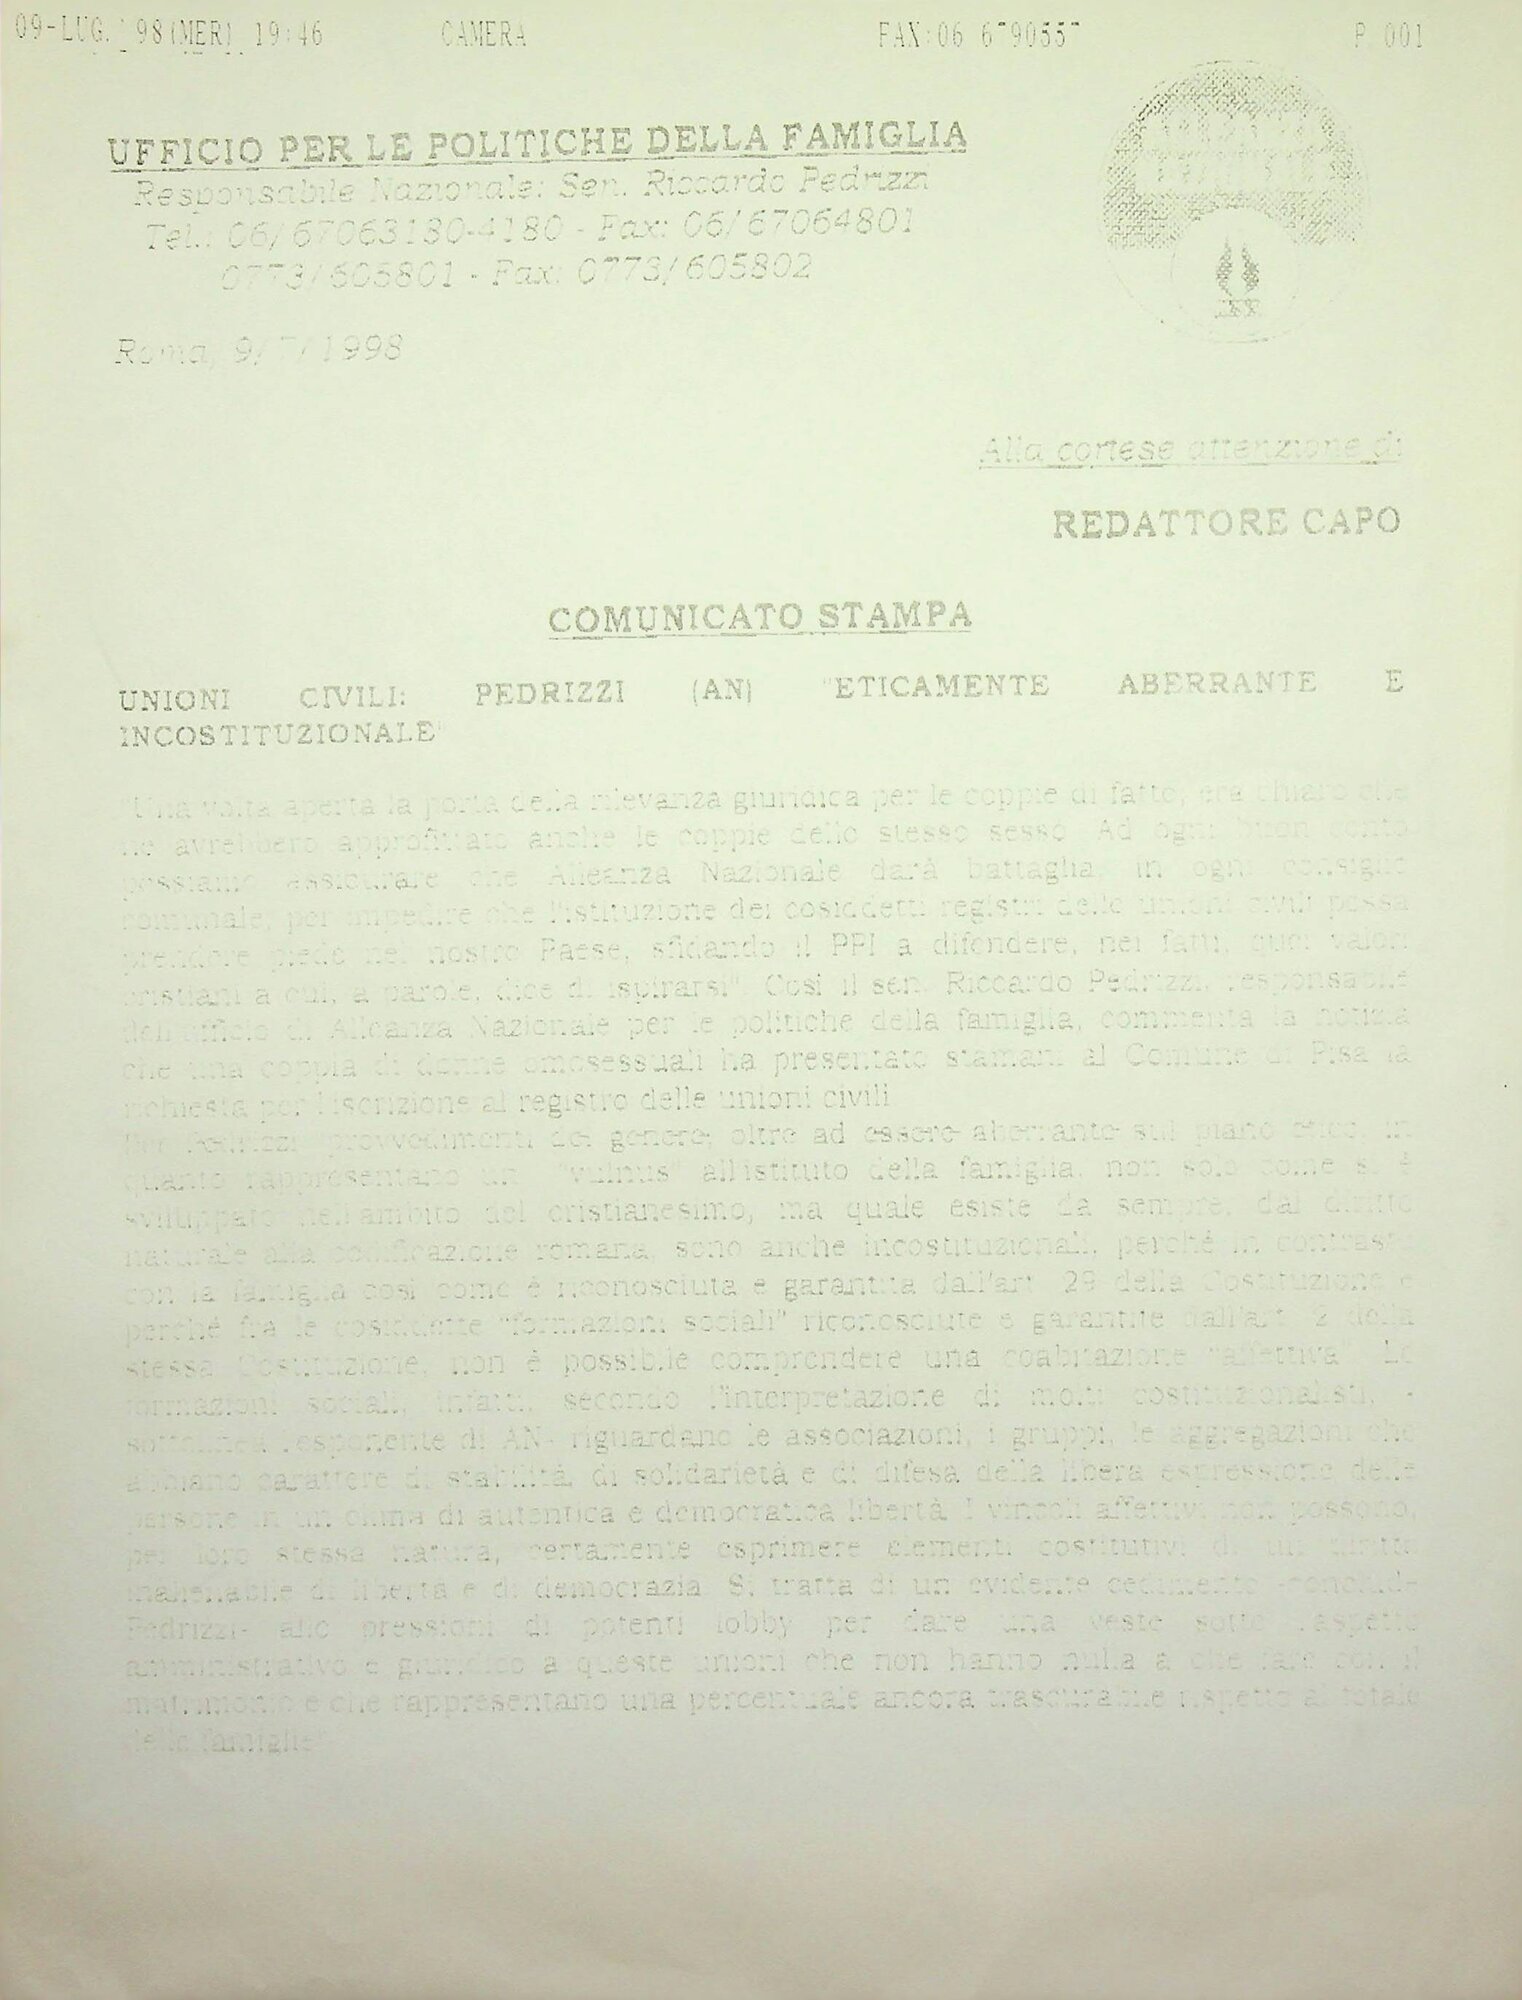 09-LUG. '98(MER) 19:46 CAMERA FAX:06 6790557 P 001
UFFICIO PER LE POLITICHE DELLA FAMIGLIA
Responsabile Nazionale: Sen. Riccardo Pedrizzi
Tel.: 06/67063180-4180 - Fax: 06/67064801
0773/605801 - Fax: 0773/605802
Roma, 9/7/1998
Alla cortese attenzione di
REDATTORE CAPO
COMUNICATO STAMPA
UNIONI CIVILI: PEDRIZZI (AN) "ETICAMENTE ABERRANTE E
INCOSTITUZIONALE"
"Una volta aperta la porta della rilevanza giuridica per le coppie di fatto, era chiaro che
ne avrebbero approfittato anche le coppie dello stesso sesso. Ad ogni buon conto
possiamo assicurare che Alleanza Nazionale darà battaglia, in ogni consiglio
comunale, per impedire che l'istituzione dei cosiddetti registri delle unioni civili possa
prendere piede nel nostro Paese, sfidando il PPI a difendere, nei fatti, quei valori
cristiani a cui, a parole, dice di ispirarsi". Così il sen. Riccardo Pedrizzi, responsabile
dell'ufficio di Alleanza Nazionale per le politiche della famiglia, commenta la notizia
che una coppia di donne omosessuali ha presentato stamani al Comune di Pisa la
richiesta per l'iscrizione al registro delle unioni civili
Per Pedrizzi "provvedimenti del genere, oltre ad essere aberranti sul piano etico, in
quanto rappresentano un "vulnus" all'istituto della famiglia, non solo come si è
sviluppato nell'ambito del cristianesimo, ma quale esiste da sempre, dal diritto
naturale alla codificazione romana, sono anche incostituzionali, perché in contrasto
con la famiglia così come è riconosciuta e garantita dall'art. 29 della Costituzione e
perché fra le cosiddette "formazioni sociali" riconosciute e garantite dall'art. 2 della
stessa Costituzione, non è possibile comprendere una coabitazione "affettiva". Le
formazioni sociali, infatti, secondo l'interpretazione di molti costituzionalisti, -
sottolinea l'esponente di AN- riguardano le associazioni, i gruppi, le aggregazioni che
abbiano carattere di stabilità, di solidarietà e di difesa della libera espressione delle
persone in un clima di autentica e democratica libertà. I vincoli affettivi non possono,
per loro stessa natura, certamente esprimere elementi costitutivi di un diritto
inalienabile di libertà e di democrazia. Si tratta di un evidente cedimento -conclude
Pedrizzi- alle pressioni di potenti lobby per dare una veste sotto l'aspetto
amministrativo e giuridico a queste unioni che non hanno nulla a che fare con il
matrimonio e che rappresentano una percentuale ancora trascurabile rispetto al totale
delle famiglie"